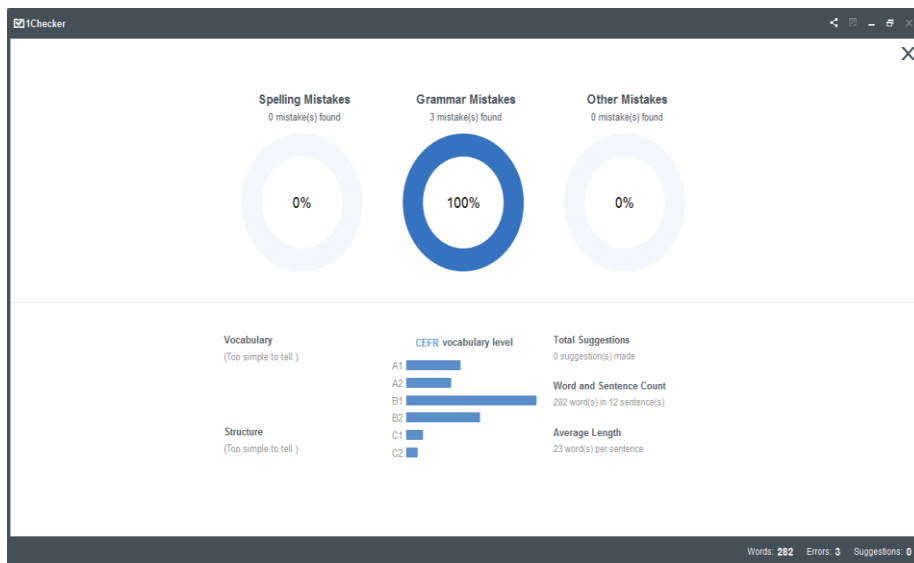 1Checker
X
X
Spelling Mistakes
0 mistake(s) found
0%
Grammar Mistakes
3 mistake(s) found
100%
Other Mistakes
0 mistake(s) found
0%
Vocabulary
(Too simple to tell.)
Structure
(Too simple to tell.)
CEFR vocabulary level
A1
A2
B1
B2
C1
C2
Total Suggestions
0 suggestion(s) made
Word and Sentence Count
282 word(s) in 12 sentence(s)
Average Length
23 word(s) per sentence
Words: 282 Errors: 3 Suggestions: 0